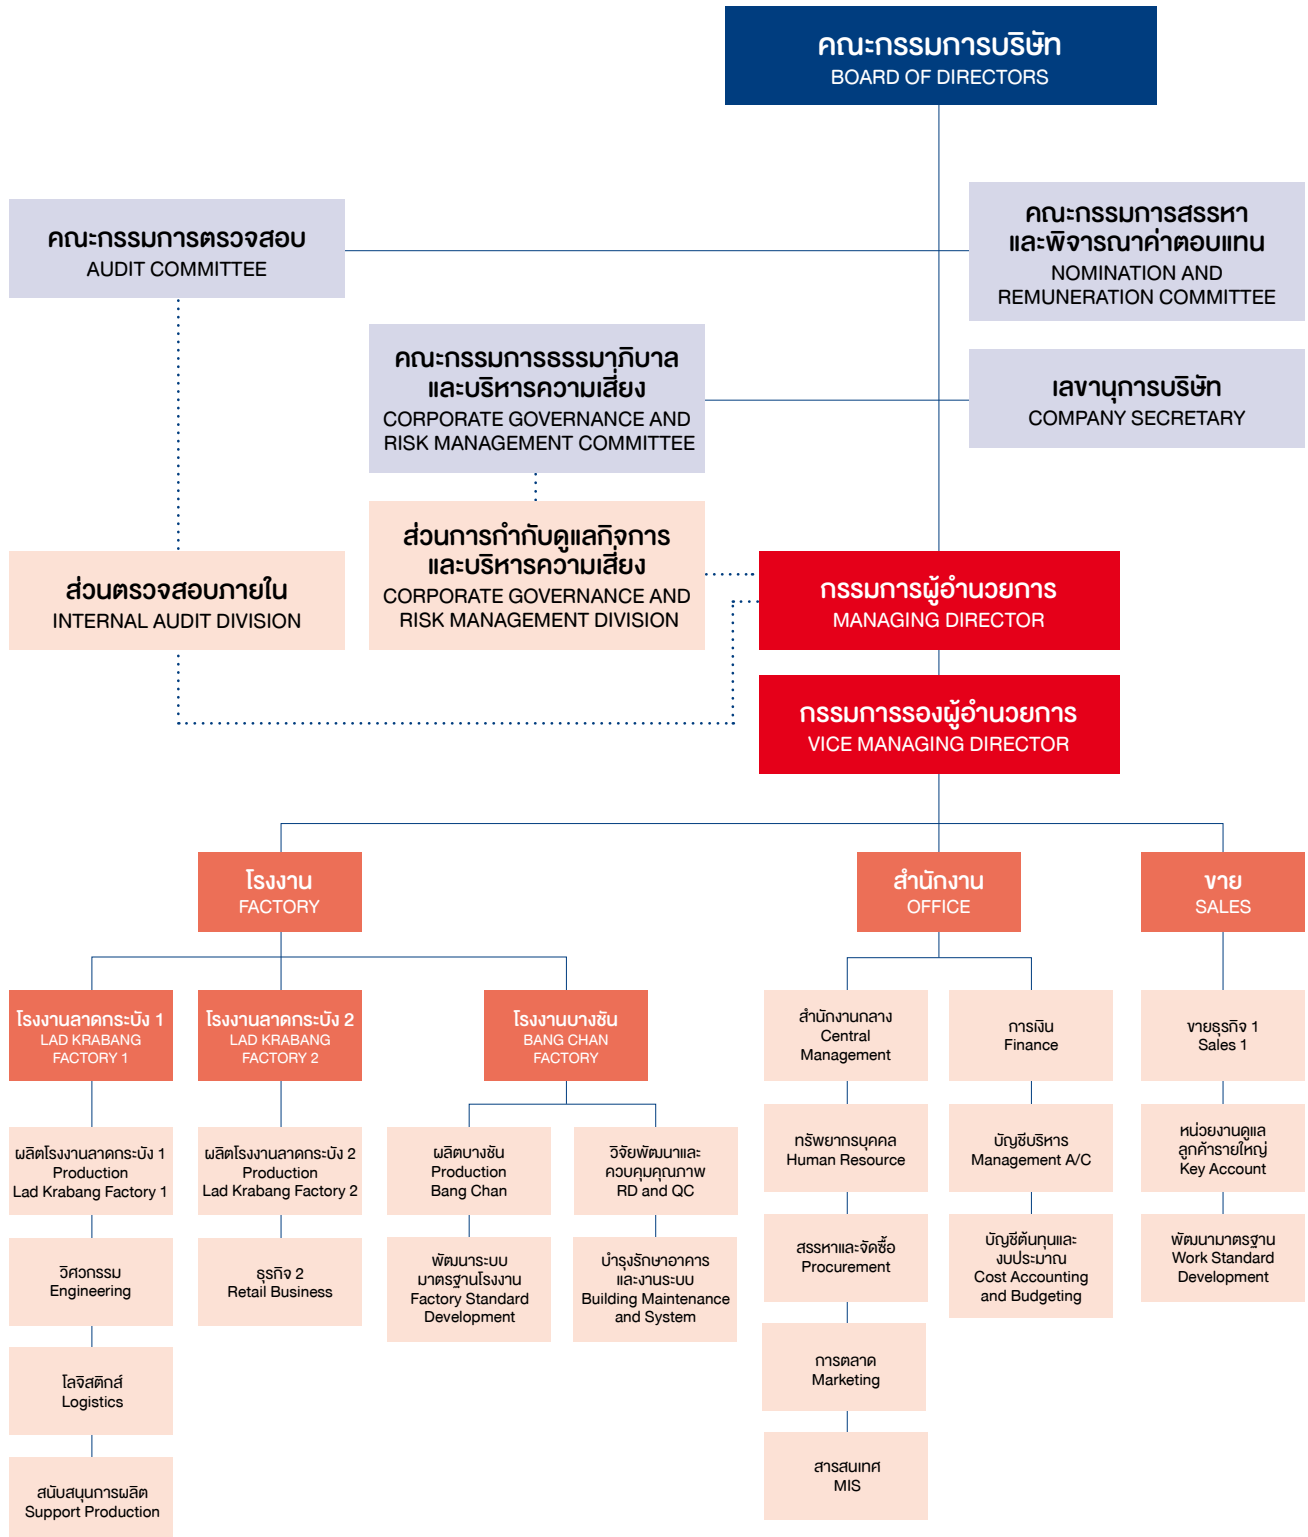 คณะกรรมการบริษัท
BOARD OF DIRECTORS
คณะกรรมการตรวจสอบ
AUDIT COMMITTEE
คณะกรรมการสรรหา
และพิจารณาค่าตอบแทน
NOMINATION AND
REMUNERATION COMMITTEE
คณะกรรมการธรรมาภิบาล
และบริหารความเสี่ยง
CORPORATE GOVERNANCE AND
RISK MANAGEMENT COMMITTEE
เลขานุการบริษัท
COMPANY SECRETARY
ส่วนตรวจสอบภายใน
INTERNAL AUDIT DIVISION
ส่วนการกำกับดูแลกิจการ
และบริหารความเสี่ยง
CORPORATE GOVERNANCE AND
RISK MANAGEMENT DIVISION
กรรมการผู้อำนวยการ
MANAGING DIRECTOR
กรรมการรองผู้อำนวยการ
VICE MANAGING DIRECTOR
โรงงาน
FACTORY
สำนักงาน
OFFICE
ขาย
SALES
โรงงานลาดกระบัง 1
LAD KRABANG
FACTORY 1
โรงงานลาดกระบัง 2
LAD KRABANG
FACTORY 2
โรงงานบางชัน
BANG CHAN
FACTORY
สำนักงานกลาง
Central
Management
การเงิน
Finance
ขายธุรกิจ 1
Sales 1
ผลิตโรงงานลาดกระบัง 1
Production
Lad Krabang Factory 1
ผลิตโรงงานลาดกระบัง 2
Production
Lad Krabang Factory 2
ผลิตบางชัน
Production
Bang Chan
วิจัยพัฒนาและ
ควบคุมคุณภาพ
RD and QC
ทรัพยากรบุคคล
Human Resource
บัญชีบริหาร
Management A/C
หน่วยงานดูแล
ลูกค้ารายใหญ่
Key Account
วิศวกรรม
Engineering
ธุรกิจ 2
Retail Business
พัฒนาระบบ
มาตรฐานโรงงาน
Factory Standard
Development
บำรุงรักษาอาคาร
และงานระบบ
Building Maintenance
and System
สรรหาและจัดซื้อ
Procurement
บัญชีต้นทุนและ
งบประมาณ
Cost Accounting
and Budgeting
พัฒนามาตรฐาน
Work Standard
Development
โลจิสติกส์
Logistics
การตลาด
Marketing
สนับสนุนการผลิต
Support Production
สารสนเทศ
MIS